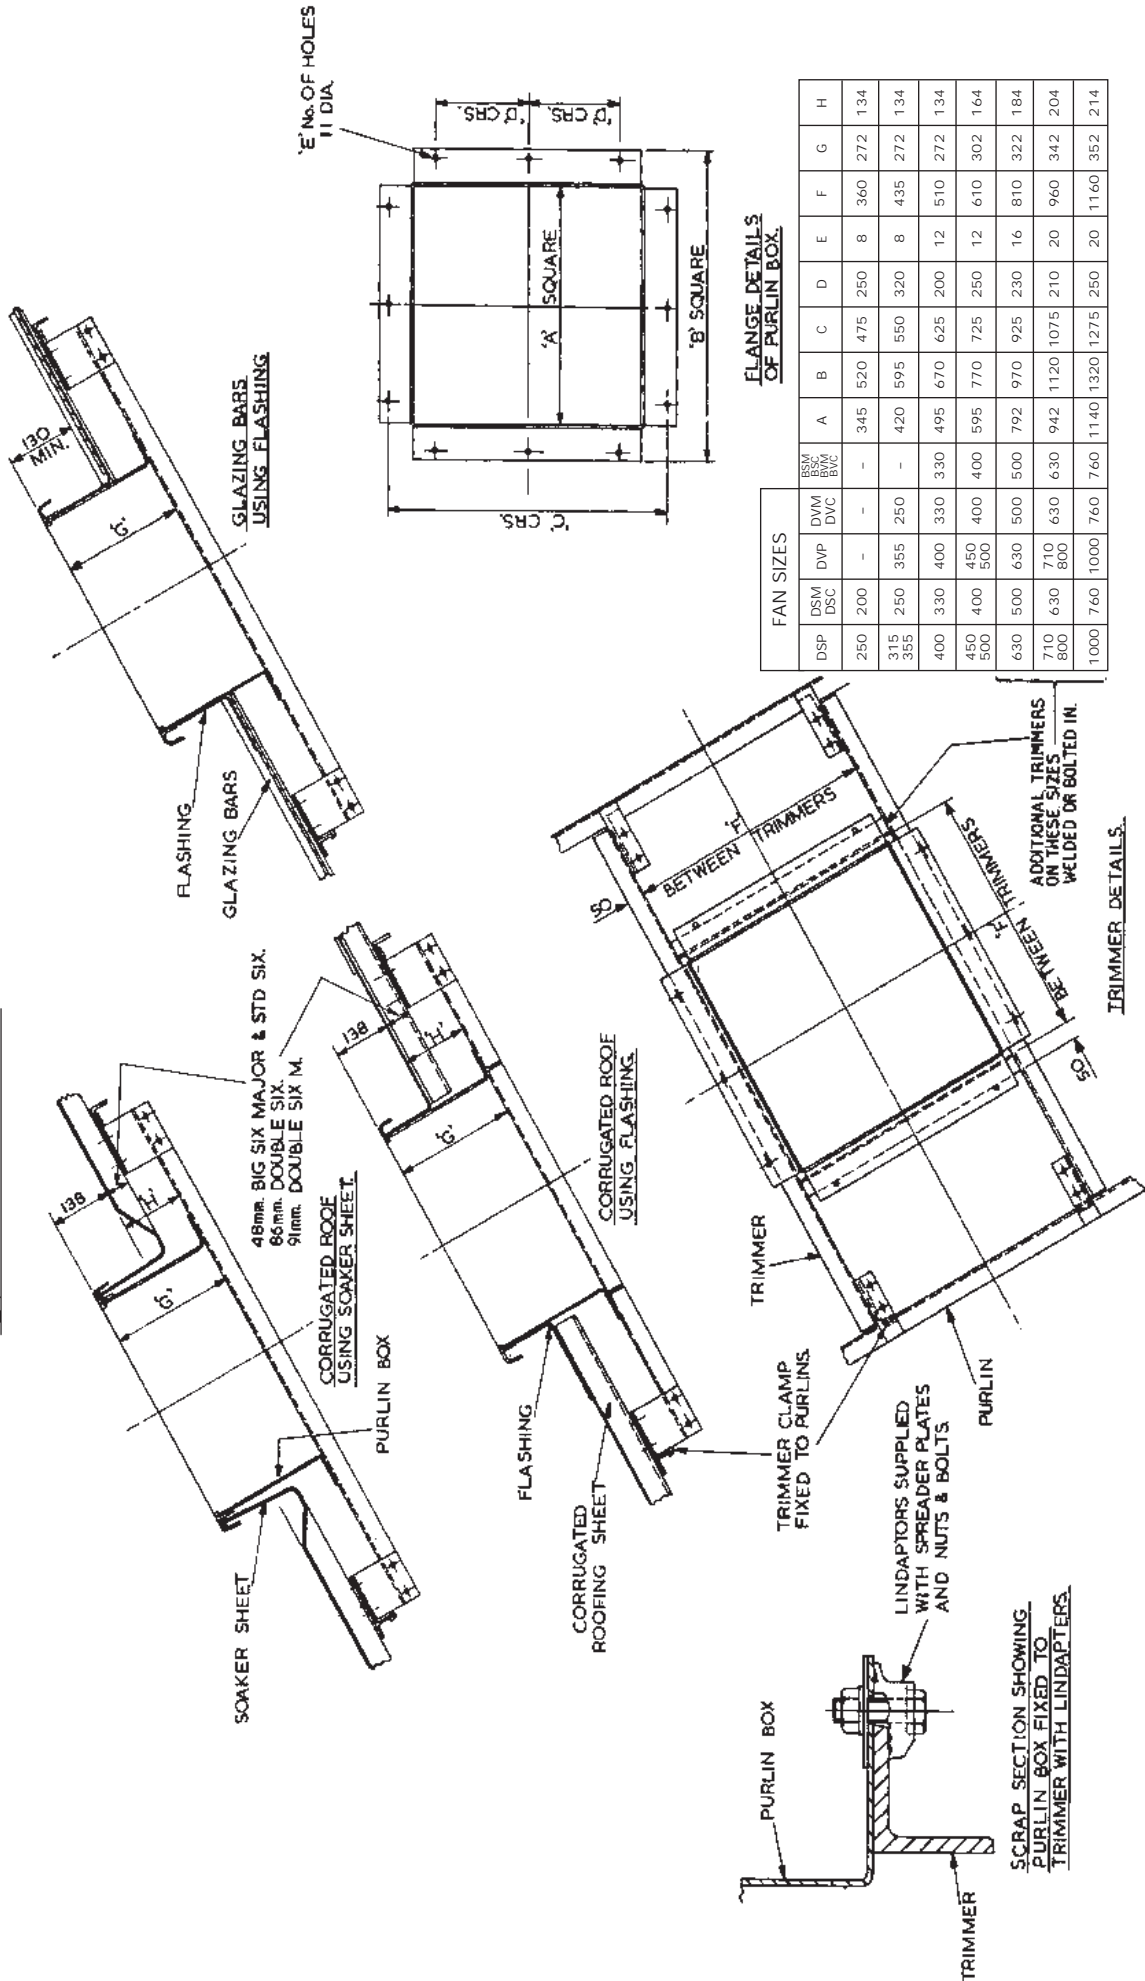 SOAKER SHEET
PURLIN BOX
'G'
138
'H'
48mm. BIG SIX MAJOR & STD SIX.
86mm. DOUBLE SIX.
91mm. DOUBLE SIX M.
CORRUGATED ROOF
USING SOAKER SHEET.
FLASHING
GLAZING BARS
'G'
130
MIN.
GLAZING BARS
USING FLASHING
FLASHING
CORRUGATED
ROOFING SHEET
'G'
138
'H'
CORRUGATED ROOF
USING FLASHING.
'E' No. OF HOLES
11 DIA.
'D' CRS.
'D' CRS.
'C' CRS.
'A' SQUARE
'B' SQUARE
FLANGE DETAILS
OF PURLIN BOX.
TRIMMER CLAMP
FIXED TO PURLINS.
TRIMMER
PURLIN
50
'F'
BETWEEN TRIMMERS
'F'
BETWEEN TRIMMERS
50
ADDITIONAL TRIMMERS
ON THESE SIZES
WELDED OR BOLTED IN.
TRIMMER DETAILS.
PURLIN BOX
TRIMMER
LINDAPTORS SUPPLIED
WITH SPREADER PLATES
AND NUTS & BOLTS.
SCRAP SECTION SHOWING
PURLIN BOX FIXED TO
TRIMMER WITH LINDAPTERS.
FAN SIZES
DSP DSM DSC DVP DVM DVC BSM BSC BVM BVC A B C D E F G H
250 200 – – – 345 520 475 250 8 360 272 134
315 355 250 355 250 – 420 595 550 320 8 435 272 134
400 330 400 330 330 495 670 625 200 12 510 272 134
450 500 400 450 500 400 400 595 770 725 250 12 610 302 164
630 500 630 500 500 792 970 925 230 16 810 322 184
710 800 630 710 800 630 630 942 1120 1075 210 20 960 342 204
1000 760 1000 760 760 1140 1320 1275 250 20 1160 352 214